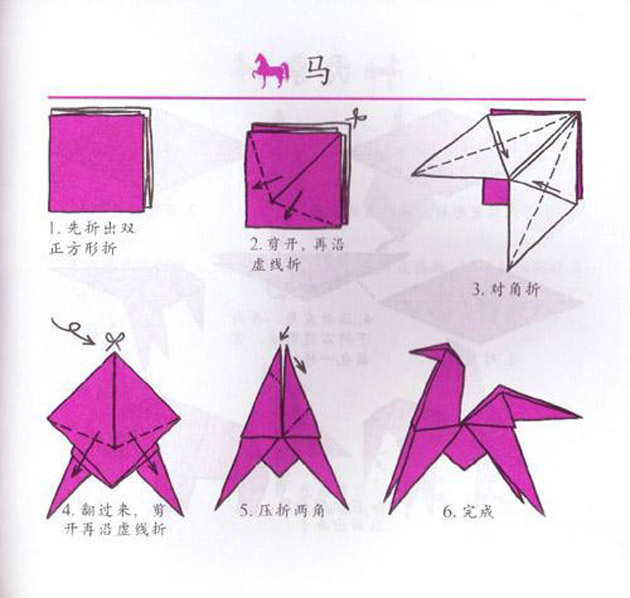 马
1. 先折出双
正方形折
2. 剪开，再沿
虚线折
3. 对角折
4. 翻过来，剪
开再沿虚线折
5. 压折两角
6. 完成